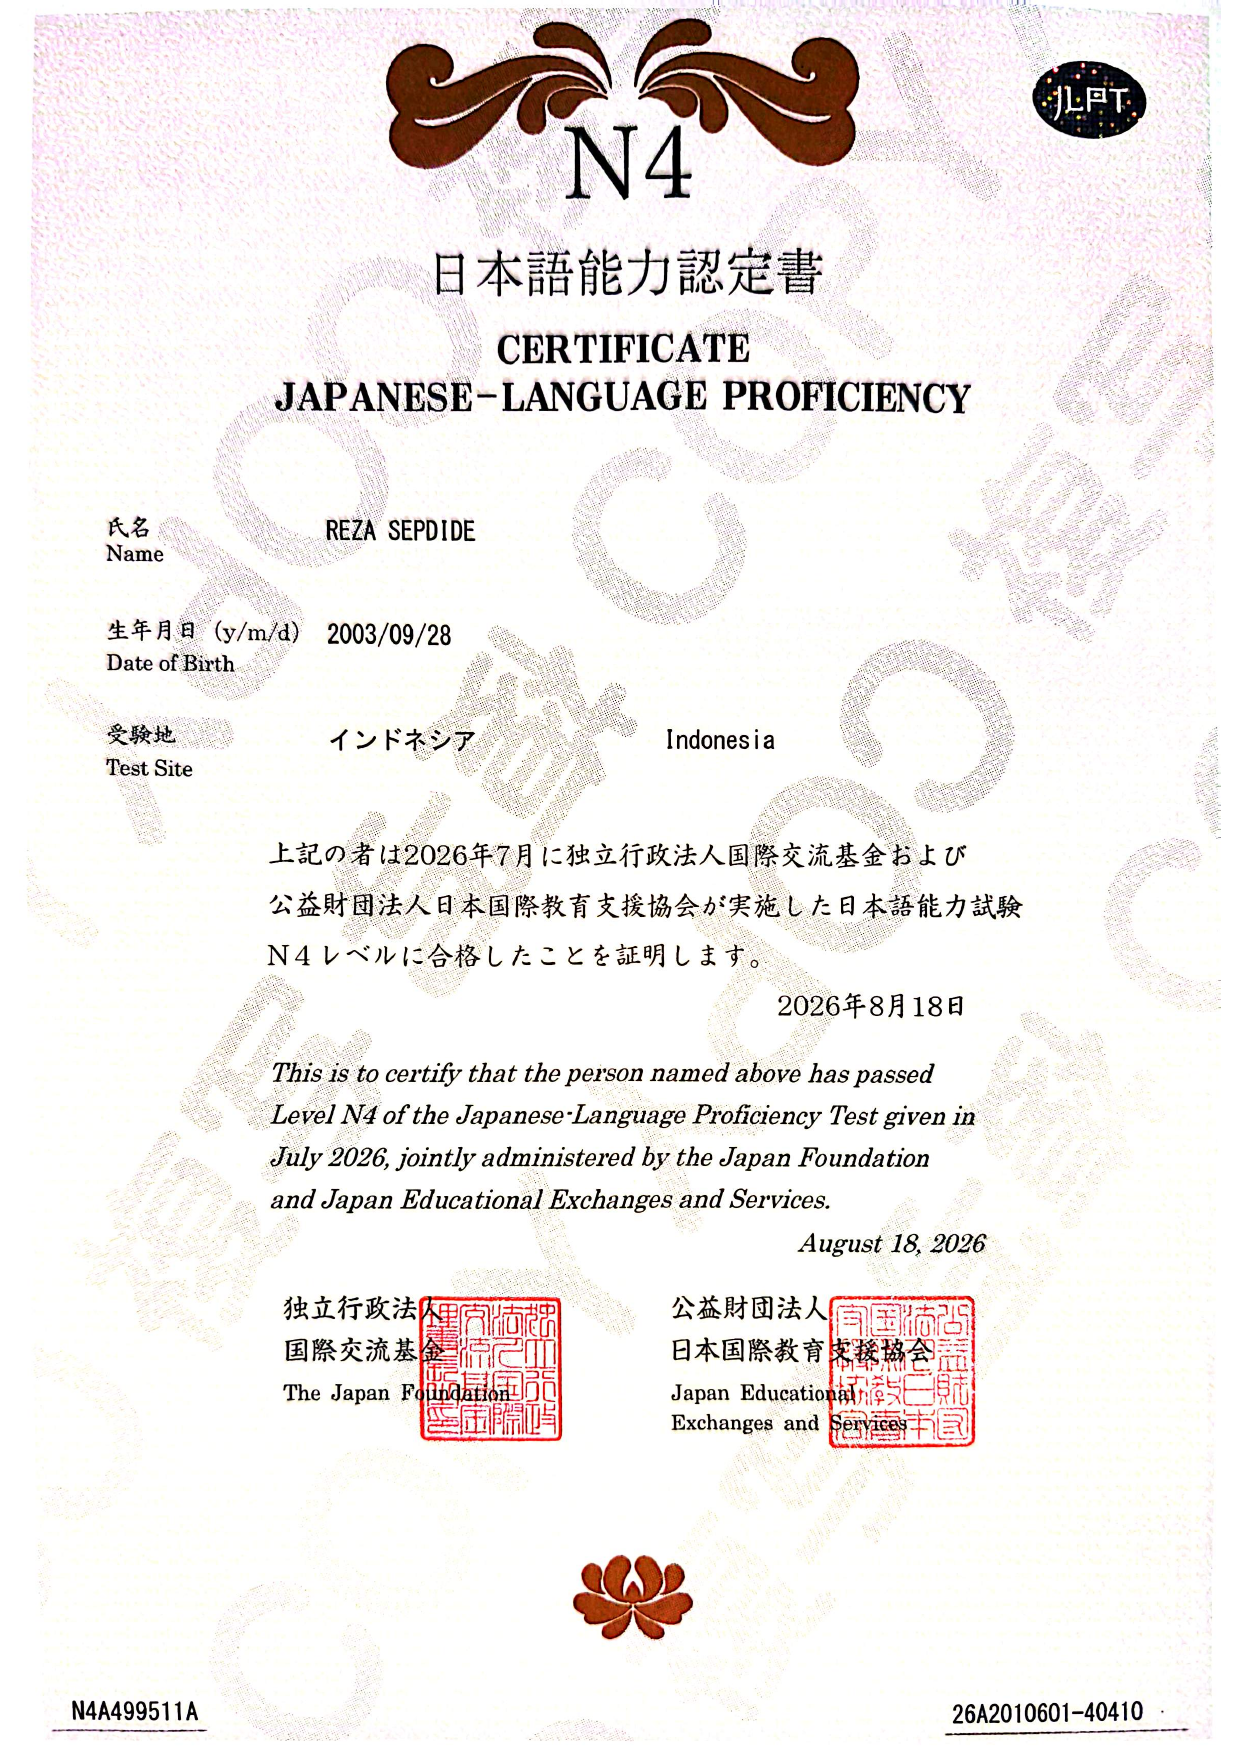 JLPT
N4
日本語能力認定書
CERTIFICATE
JAPANESE-LANGUAGE PROFICIENCY
氏名 REZA SEPDIDE
Name
生年月日 (y/m/d) 2003/09/28
Date of Birth
受験地 インドネシア Indonesia
Test Site
上記の者は2026年7月に独立行政法人国際交流基金および
公益財団法人日本国際教育支援協会が実施した日本語能力試験
N4レベルに合格したことを証明します。
2026年8月18日
This is to certify that the person named above has passed
Level N4 of the Japanese-Language Proficiency Test given in
July 2026, jointly administered by the Japan Foundation
and Japan Educational Exchanges and Services.
August 18, 2026
独立行政法人
国際交流基金
The Japan Foundation
公益財団法人
日本国際教育支援協会
Japan Educational
Exchanges and Services
N4A499511A
26A2010601-40410
COPY
COPY
COPY